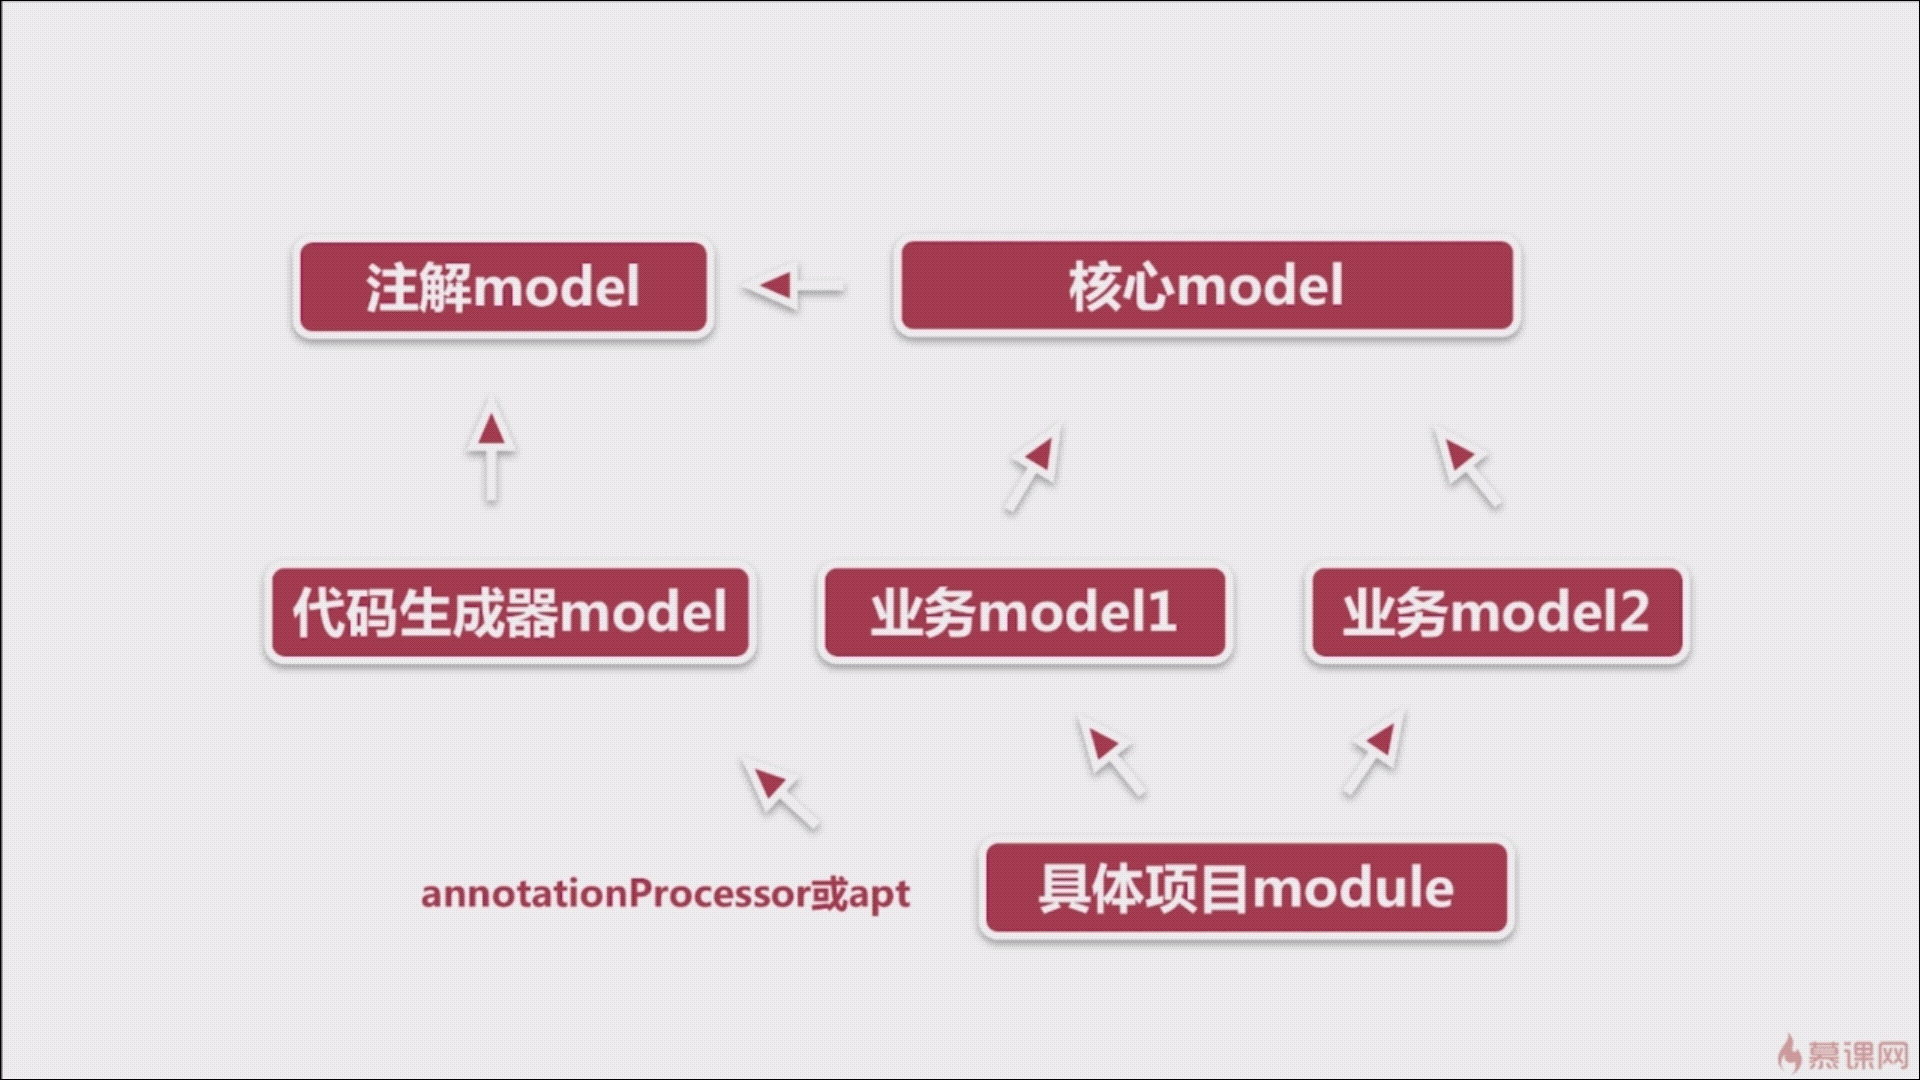 注解model
核心model
代码生成器model
业务model1
业务model2
annotationProcessor或apt
具体项目module
慕课网